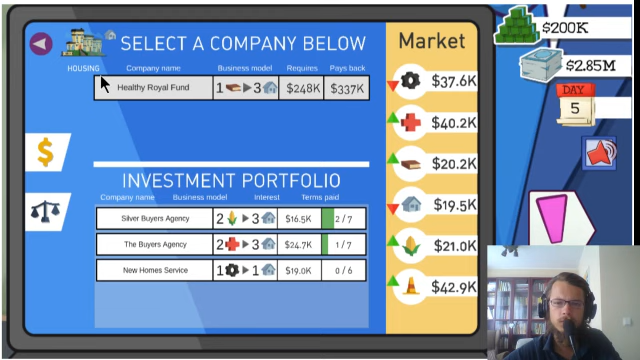 SELECT A COMPANY BELOW
HOUSING
Company name Business model Requires Pays back
Healthy Royal Fund 1 3 $248K $337K
INVESTMENT PORTFOLIO
Company name Business model Interest Terms paid
Silver Buyers Agency 2 3 $16.5K 2 / 7
The Buyers Agency 2 3 $24.7K 1 / 7
New Homes Service 1 1 $19.0K 0 / 6
$
Market
$37.6K
$40.2K
$20.2K
$19.5K
$21.0K
$42.9K
$200K
$2.85M
DAY
5